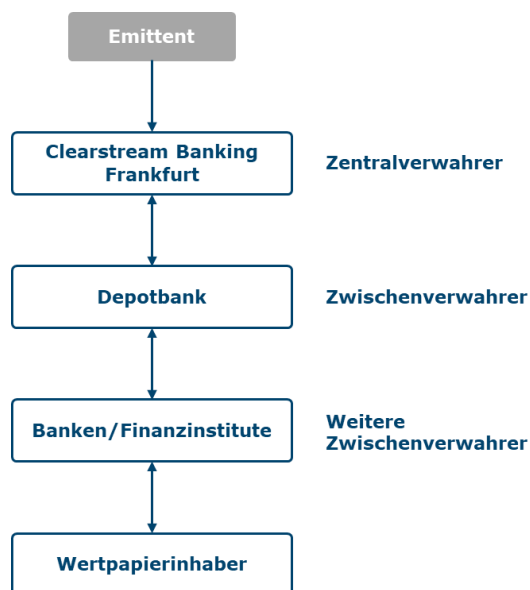 Emittent
Clearstream Banking
Frankfurt
Zentralverwahrer
Depotbank
Zwischenverwahrer
Banken/Finanzinstitute
Weitere
Zwischenverwahrer
Wertpapierinhaber